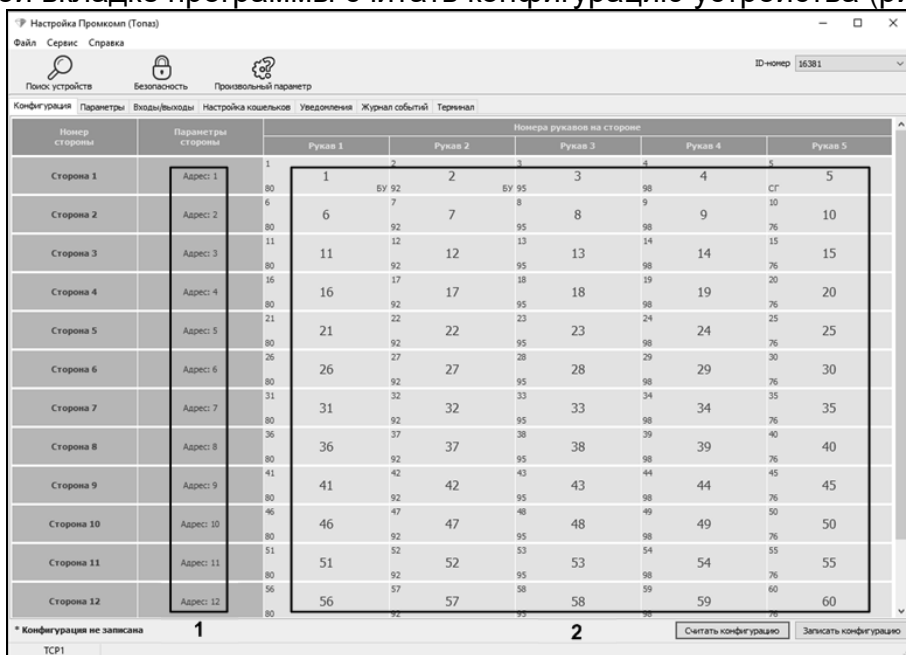 вкладке программы считать конфигурацию устройства
Настройка Промкомп (Топаз)
Файл Сервис Справка
ID-номер 16381
Поиск устройств Безопасность Произвольный параметр
Конфигурация Параметры Входы/выходы Настройка кошельков Уведомления Журнал событий Терминал
Номер стороны Параметры стороны Номера рукавов на стороне
Рукав 1 Рукав 2 Рукав 3 Рукав 4 Рукав 5
1 2 3 4 5
Сторона 1 Адрес: 1 1 2 3 4 5
80 БУ 92 БУ 95 98 СГ
6 7 8 9 10
Сторона 2 Адрес: 2 6 7 8 9 10
80 92 95 98 76
11 12 13 14 15
Сторона 3 Адрес: 3 11 12 13 14 15
80 92 95 98 76
16 17 18 19 20
Сторона 4 Адрес: 4 16 17 18 19 20
80 92 95 98 76
21 22 23 24 25
Сторона 5 Адрес: 5 21 22 23 24 25
80 92 95 98 76
26 27 28 29 30
Сторона 6 Адрес: 6 26 27 28 29 30
80 92 95 98 76
31 32 33 34 35
Сторона 7 Адрес: 7 31 32 33 34 35
80 92 95 98 76
36 37 38 39 40
Сторона 8 Адрес: 8 36 37 38 39 40
80 92 95 98 76
41 42 43 44 45
Сторона 9 Адрес: 9 41 42 43 44 45
80 92 95 98 76
46 47 48 49 50
Сторона 10 Адрес: 10 46 47 48 49 50
80 92 95 98 76
51 52 53 54 55
Сторона 11 Адрес: 11 51 52 53 54 55
80 92 95 98 76
56 57 58 59 60
Сторона 12 Адрес: 12 56 57 58 59 60
80 92 95 98 76
* Конфигурация не записана 1 2 Считать конфигурацию Записать конфигурацию
TCP1